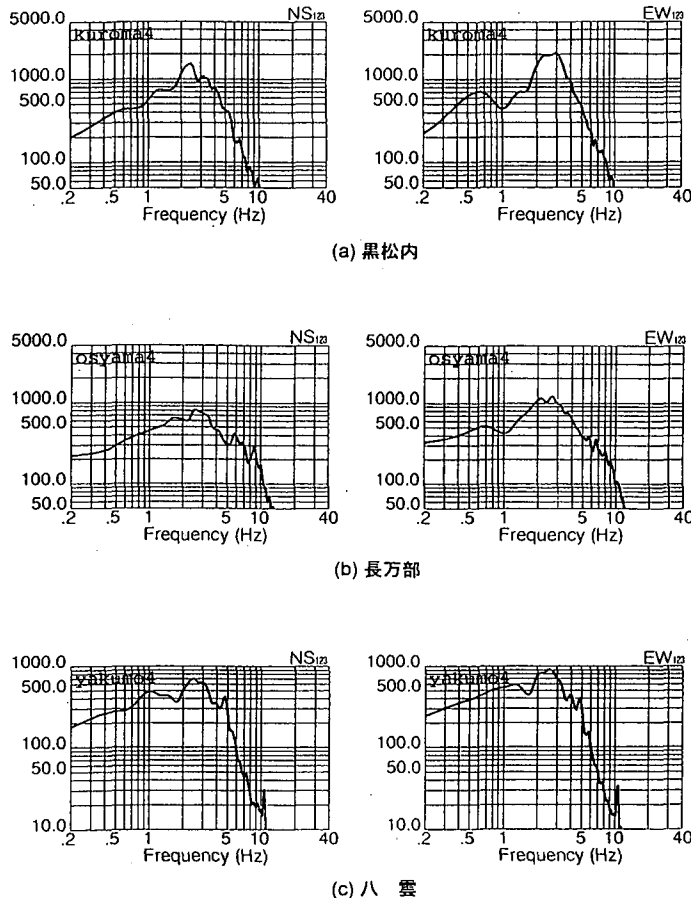 NS123 EW123
5000.0 kuroma4 5000.0 kuroma4
1000.0 1000.0
500.0 500.0
100.0 100.0
50.0 50.0
.2 .5 1 5 10 40 .2 .5 1 5 10 40
Frequency (Hz) Frequency (Hz)
(a) 黒松内
NS123 EW123
5000.0 osyama4 5000.0 osyama4
1000.0 1000.0
500.0 500.0
100.0 100.0
50.0 50.0
.2 .5 1 5 10 40 .2 .5 1 5 10 40
Frequency (Hz) Frequency (Hz)
(b) 長万部
NS123 EW123
1000.0 yakumo4 1000.0 yakumo4
500.0 500.0
100.0 100.0
50.0 50.0
10.0 10.0
.2 .5 1 5 10 40 .2 .5 1 5 10 40
Frequency (Hz) Frequency (Hz)
(c) 八 雲